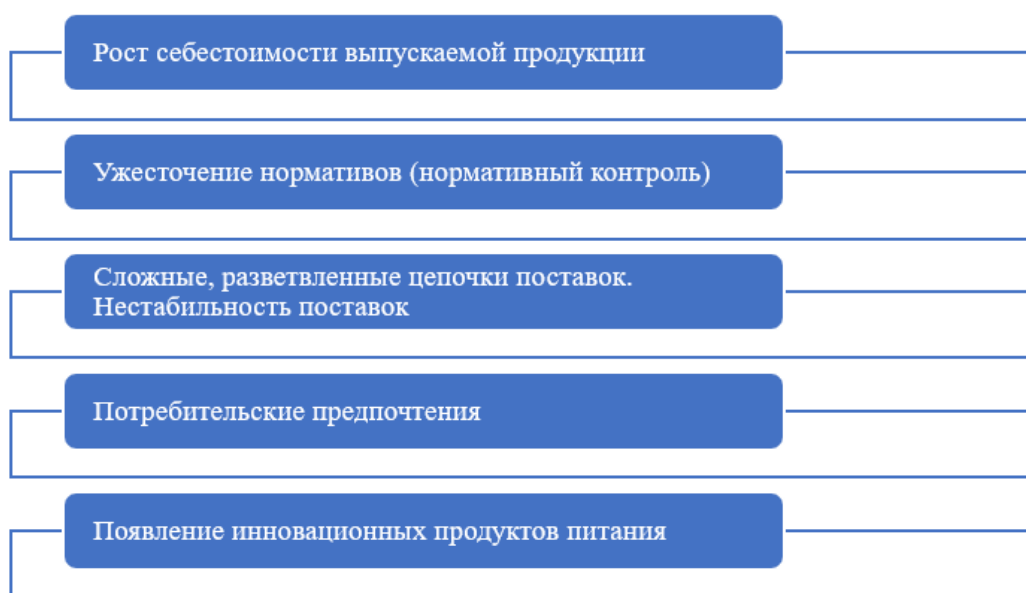 Рост себестоимости выпускаемой продукции
Ужесточение нормативов (нормативный контроль)
Сложные, разветвленные цепочки поставок.
Нестабильность поставок
Потребительские предпочтения
Появление инновационных продуктов питания